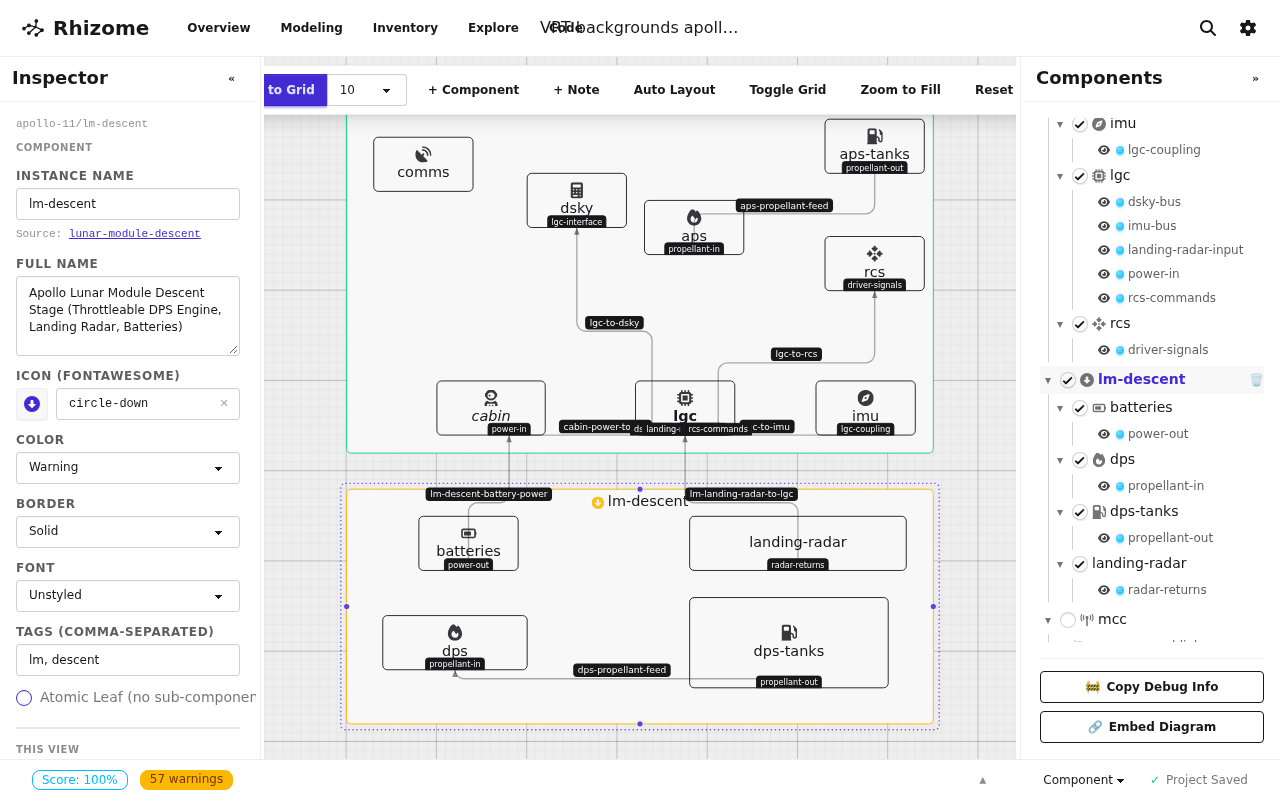 Rhizome
Overview
Modeling
Inventory
Explore
Code
VRT backgrounds apoll...
Inspector
«
apollo-11/lm-descent
COMPONENT
INSTANCE NAME
lm-descent
Source: lunar-module-descent
FULL NAME
Apollo Lunar Module Descent
Stage (Throttleable DPS Engine,
Landing Radar, Batteries)
ICON (FONTAWESOME)
circle-down
×
COLOR
Warning
BORDER
Solid
FONT
Unstyled
TAGS (COMMA-SEPARATED)
lm, descent
Atomic Leaf (no sub-componen
THIS VIEW
to Grid
10
+ Component
+ Note
Auto Layout
Toggle Grid
Zoom to Fill
Reset
comms
dsky
lgc-interface
aps-tanks
propellant-out
aps-propellant-feed
aps
propellant-in
rcs
driver-signals
lgc-to-dsky
lgc-to-rcs
cabin
power-in
cabin-power-to
lgc
ds
landing-
rcs-commands
c-to-imu
imu
lgc-coupling
lm-descent-battery-power
lm-landing-radar-to-lgc
lm-descent
batteries
power-out
landing-radar
radar-returns
dps
propellant-in
dps-propellant-feed
dps-tanks
propellant-out
Components
»
imu
lgc-coupling
lgc
dsky-bus
imu-bus
landing-radar-input
power-in
rcs-commands
rcs
driver-signals
lm-descent
batteries
power-out
dps
propellant-in
dps-tanks
propellant-out
landing-radar
radar-returns
mcc
Copy Debug Info
Embed Diagram
Score: 100%
57 warnings
Component
✓ Project Saved